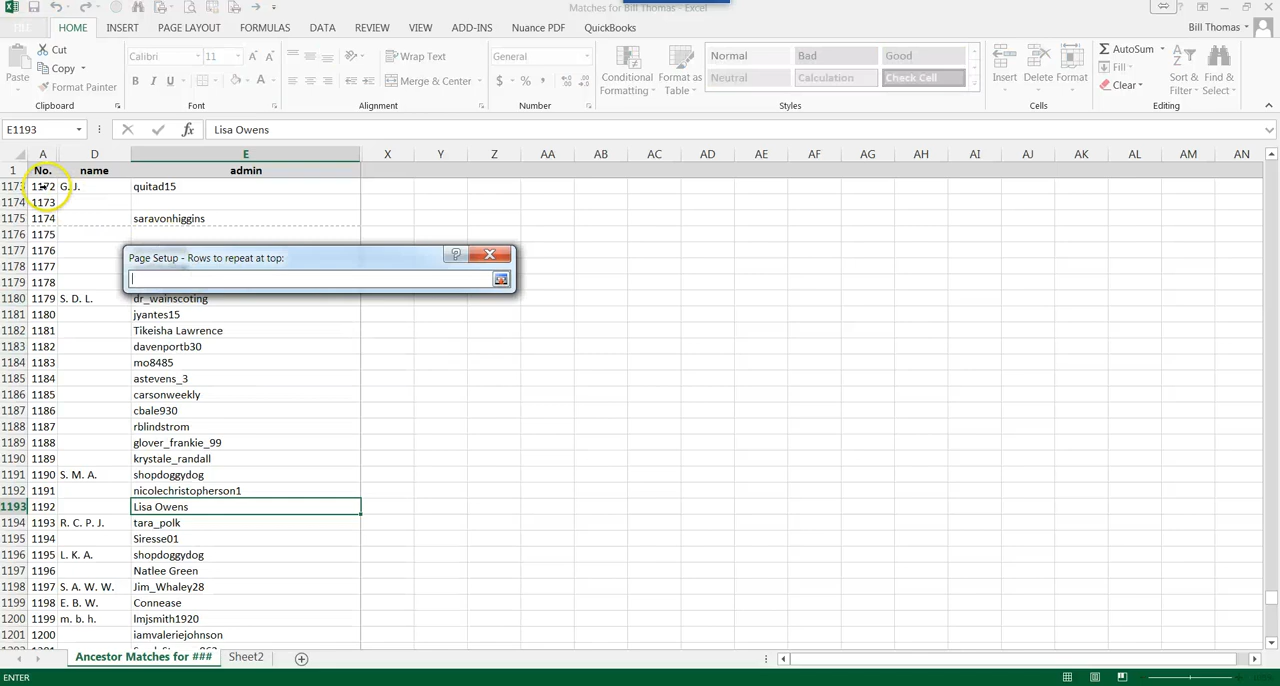 Matches for Bill Thomas - Excel
FILE HOME INSERT PAGE LAYOUT FORMULAS DATA REVIEW VIEW ADD-INS Nuance PDF QuickBooks Bill Thomas
Paste Cut Copy Format Painter Clipboard
Calibri 11 B I U Font
Wrap Text Merge & Center Alignment
General $ % , Number
Conditional Formatting Format as Table
Normal Bad Good
Neutral Calculation Check Cell
Styles
Insert Delete Format Cells
AutoSum Fill Clear Sort & Filter Find & Select Editing
E1193 fx Lisa Owens
A D E X Y Z AA AB AC AD AE AF AG AH AI AJ AK AL AM AN
1 No. name admin
1173 1172 G. J. quitad15
1174 1173
1175 1174 saravonhiggins
1176 1175
1177 1176
Page Setup - Rows to repeat at top:
1178 1177
1179 1178
1180 1179 S. D. L. dr_wainscoting
1181 1180 jyantes15
1182 1181 Tikeisha Lawrence
1183 1182 davenportb30
1184 1183 mo8485
1185 1184 astevens_3
1186 1185 carsonweekly
1187 1186 cbale930
1188 1187 rblindstrom
1189 1188 glover_frankie_99
1190 1189 krystale_randall
1191 1190 S. M. A. shopdoggydog
1192 1191 nicolechristopherson1
1193 1192 Lisa Owens
1194 1193 R. C. P. J. tara_polk
1195 1194 Siresse01
1196 1195 L. K. A. shopdoggydog
1197 1196 Natlee Green
1198 1197 S. A. W. W. Jim_Whaley28
1199 1198 E. B. W. Connease
1200 1199 m. b. h. lmjsmith1920
1201 1200 iamvaleriejohnson
Ancestor Matches for ### Sheet2
ENTER